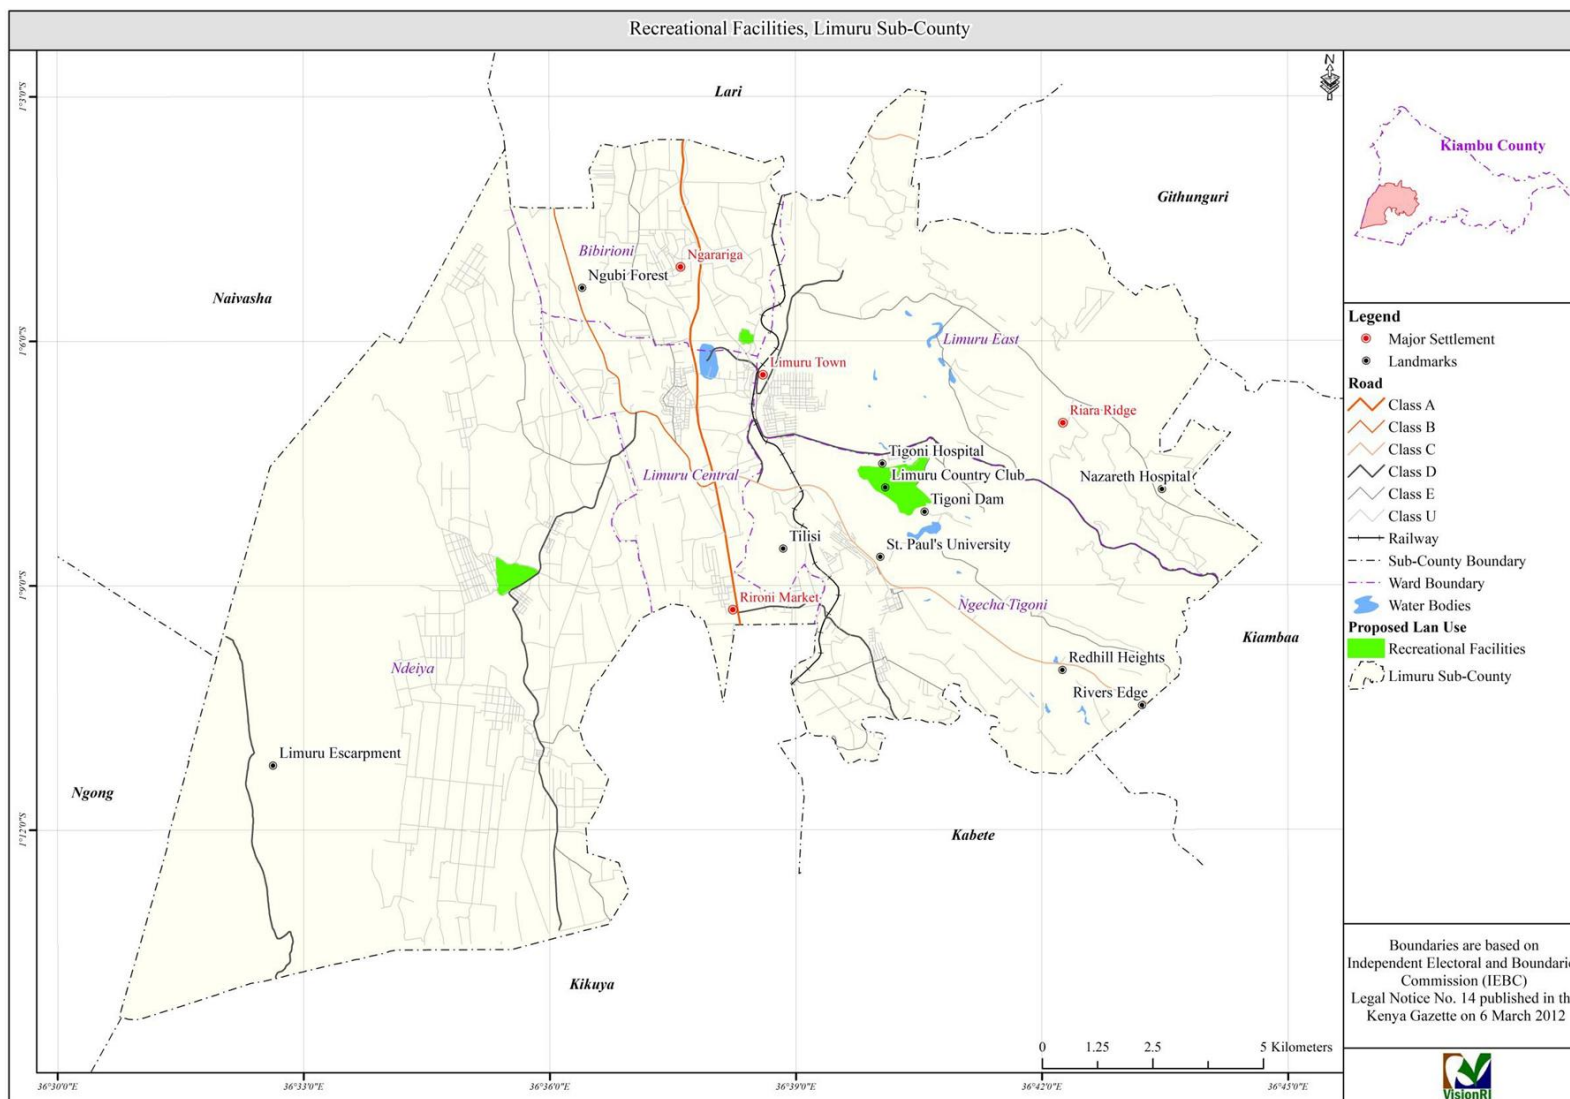 Recreational Facilities, Limuru Sub-County
N
Lari
Githunguri
Naivasha
Bibirioni
Ngarariga
Ngubi Forest
Limuru East
Limuru Town
Riara Ridge
Tigoni Hospital
Limuru Central
Limuru Country Club
Nazareth Hospital
Tigoni Dam
Tilisi
St. Paul's University
Rironi Market
Ngecha Tigoni
Kiambaa
Ndeiya
Redhill Heights
Rivers Edge
Limuru Escarpment
Ngong
Kabete
Kikuya
0 1.25 2.5 5 Kilometers
1°3'0"S
1°6'0"S
1°9'0"S
1°12'0"S
36°30'0"E 36°33'0"E 36°36'0"E 36°39'0"E 36°42'0"E 36°45'0"E
Kiambu County
Legend
Major Settlement
Landmarks
Road
Class A
Class B
Class C
Class D
Class E
Class U
Railway
Sub-County Boundary
Ward Boundary
Water Bodies
Proposed Lan Use
Recreational Facilities
Limuru Sub-County
Boundaries are based on
Independent Electoral and Boundari
Commission (IEBC)
Legal Notice No. 14 published in th
Kenya Gazette on 6 March 2012
VisionRI